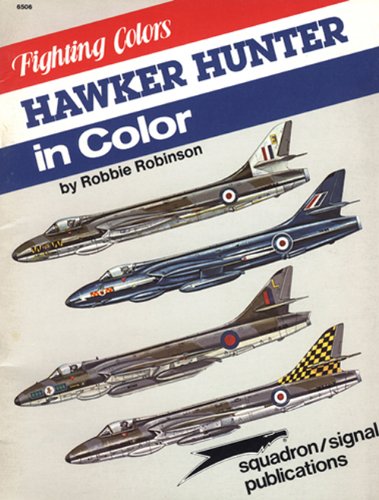 6506
Fighting Colors
HAWKER HUNTER
in Color
by Robbie Robinson
squadron/signal
publications